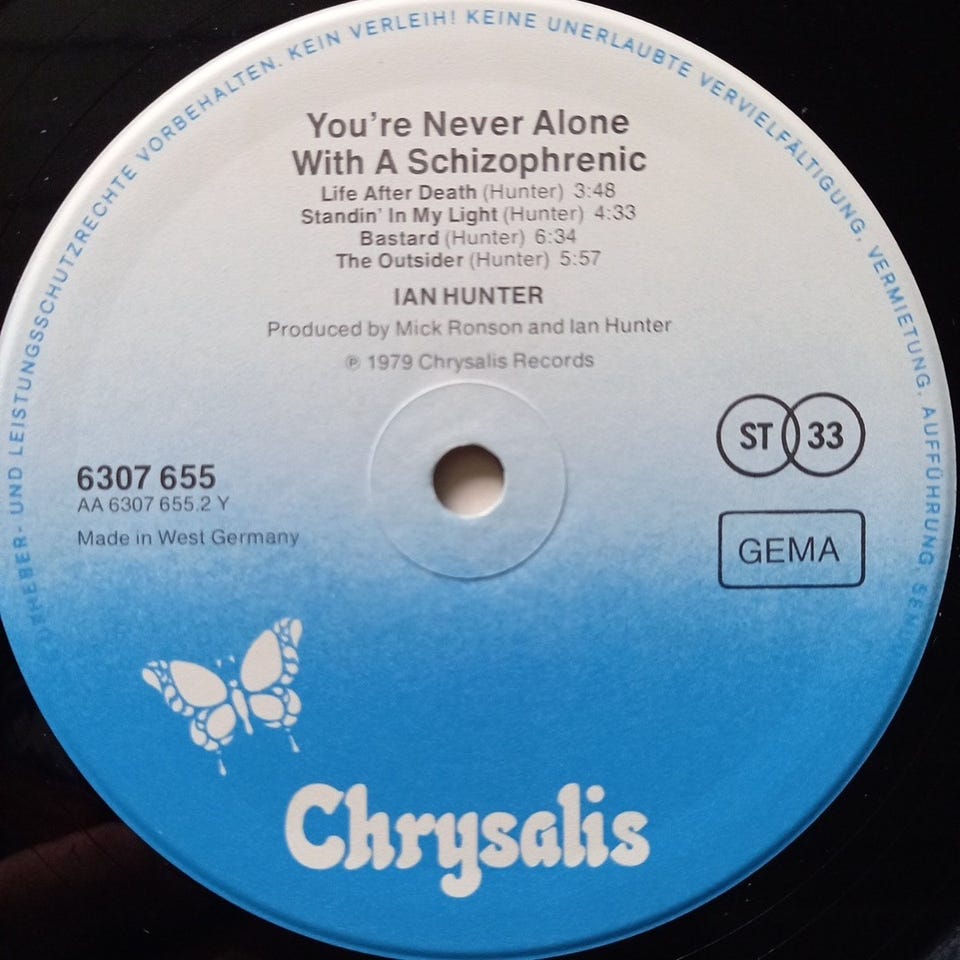 URHEBER- UND LEISTUNGSSCHUTZRECHTE VORBEHALTEN. KEIN VERLEIH! KEINE UNERLAUBTE VERVIELFÄLTIGUNG, VERMIETUNG, AUFFÜHRUNG,
You're Never Alone
With A Schizophrenic
Life After Death (Hunter) 3:48
Standin' In My Light (Hunter) 4:33
Bastard (Hunter) 6:34
The Outsider (Hunter) 5:57
IAN HUNTER
Produced by Mick Ronson and Ian Hunter
℗ 1979 Chrysalis Records
ST 33
6307 655
AA 6307 655.2 Y
Made in West Germany
GEMA
Chrysalis